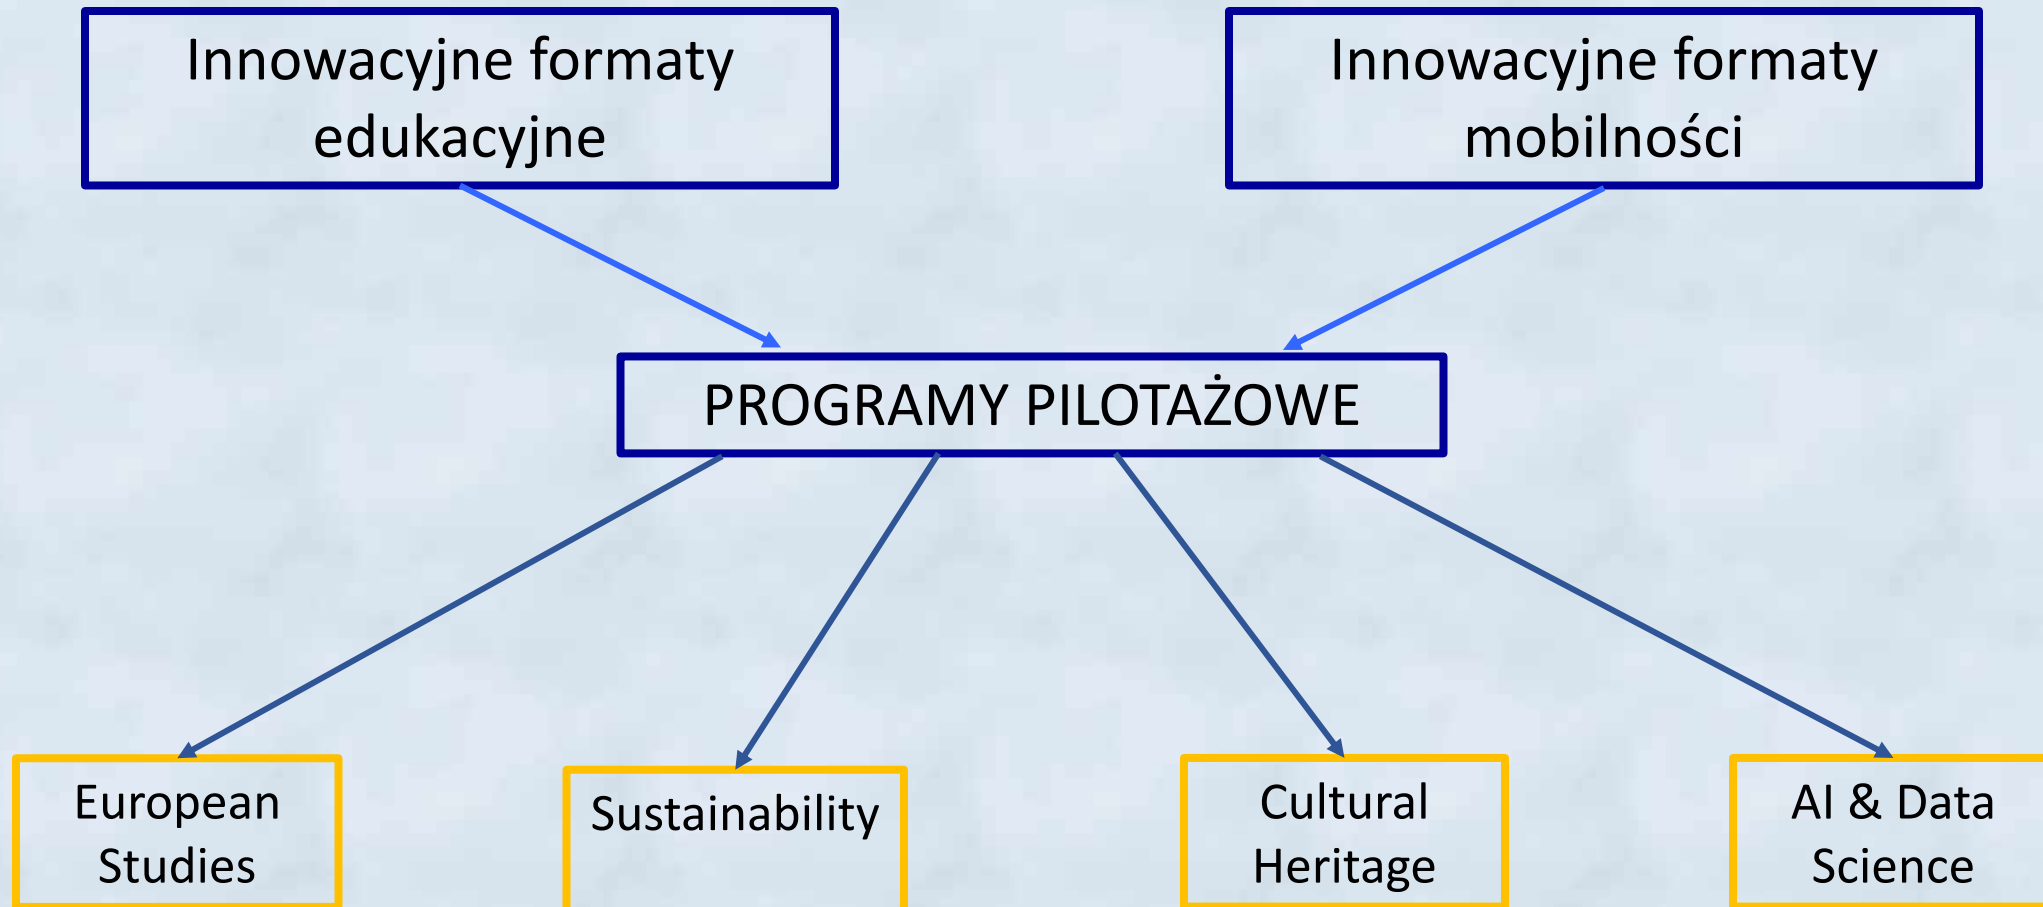 Innowacyjne formaty
edukacyjne
Innowacyjne formaty
mobilności
PROGRAMY PILOTAŻOWE
European
Studies
Sustainability
Cultural
Heritage
AI & Data
Science